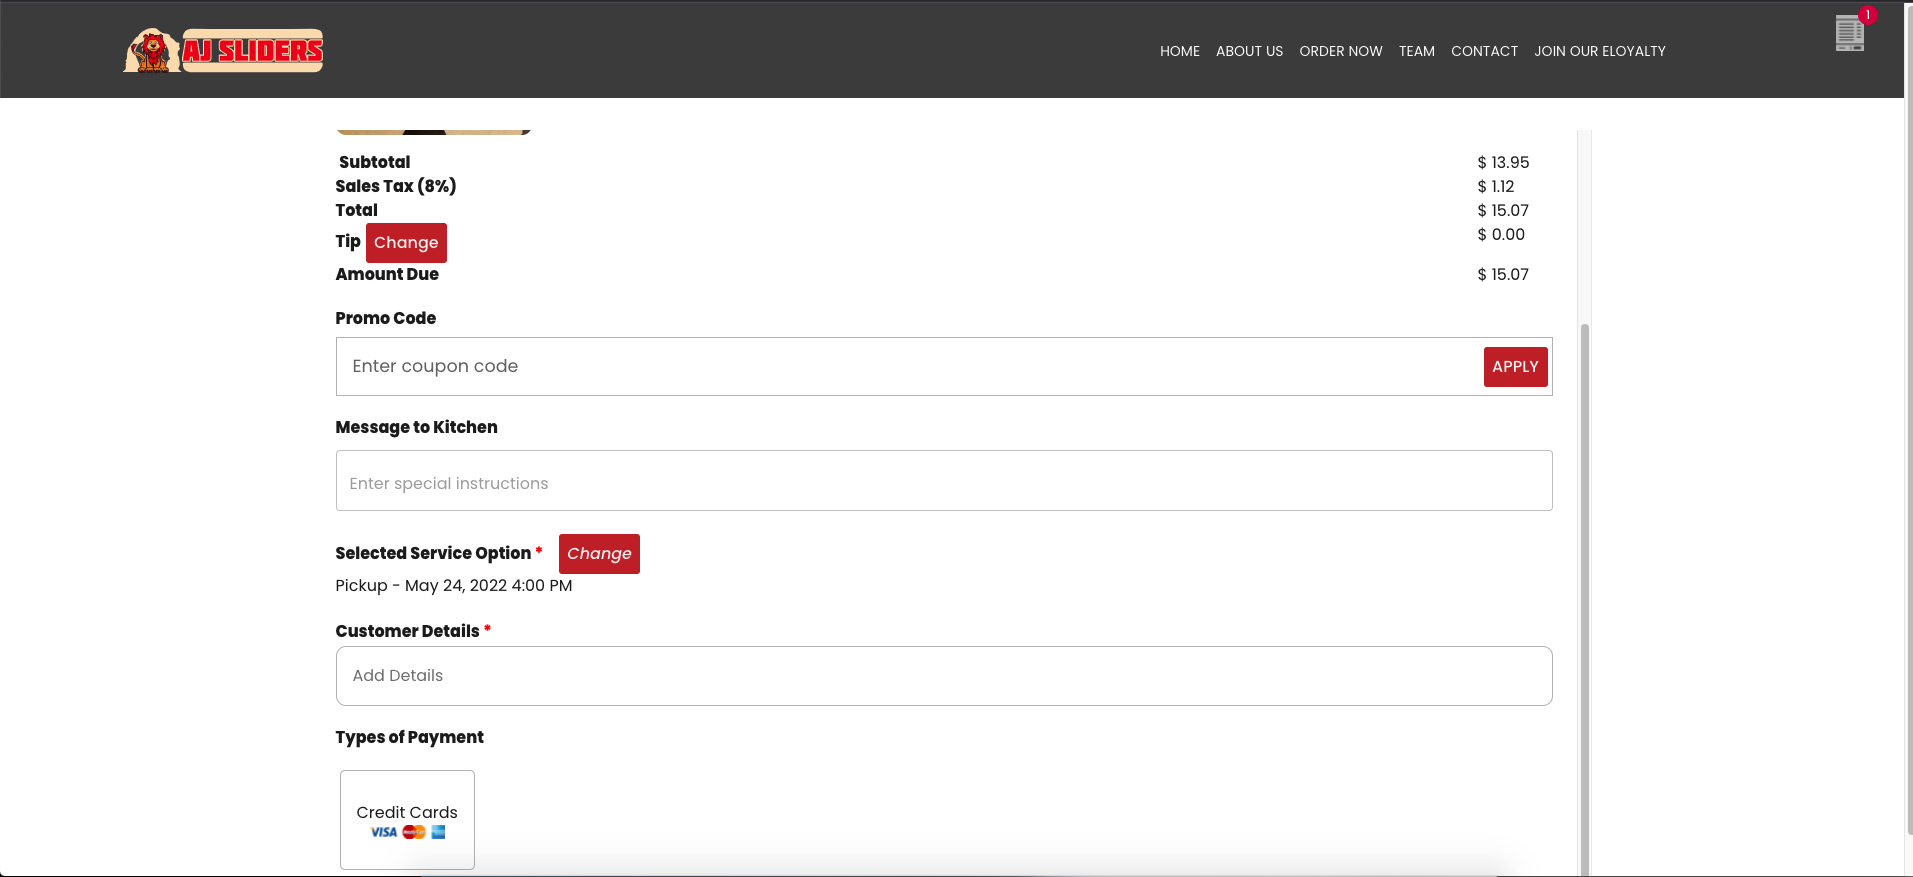 AJ SLIDERS
HOME ABOUT US ORDER NOW TEAM CONTACT JOIN OUR ELOYALTY
1
Subtotal $ 13.95
Sales Tax (8%) $ 1.12
Total $ 15.07
Tip Change $ 0.00
Amount Due $ 15.07
Promo Code
Enter coupon code APPLY
Message to Kitchen
Enter special instructions
Selected Service Option * Change
Pickup - May 24, 2022 4:00 PM
Customer Details *
Add Details
Types of Payment
Credit Cards
VISA